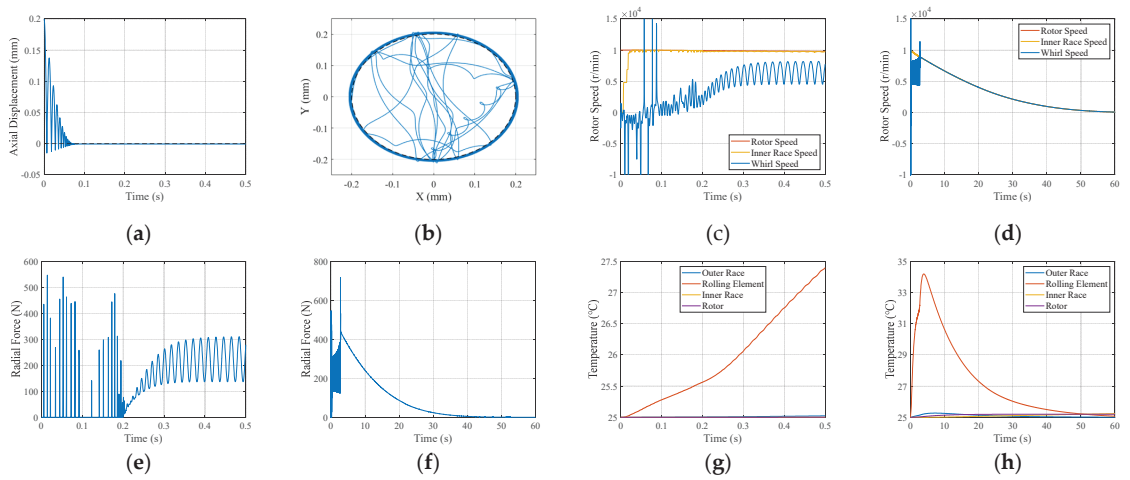 0.2
0.15
0.1
0.05
0
-0.05
0
0.1
0.2
0.3
0.4
0.5
Axial Displacement (mm)
Time (s)
(a)
0.2
0.1
0
-0.1
-0.2
-0.2
-0.1
0
0.1
0.2
Y (mm)
X (mm)
(b)
×10⁴
1.5
1
0.5
0
-0.5
-1
0
0.1
0.2
0.3
0.4
0.5
Rotor Speed (r/min)
Time (s)
Rotor Speed
Inner Race Speed
Whirl Speed
(c)
×10⁴
1.5
1
0.5
0
-0.5
-1
0
10
20
30
40
50
60
Rotor Speed (r/min)
Time (s)
Rotor Speed
Inner Race Speed
Whirl Speed
(d)
600
500
400
300
200
100
0
0
0.1
0.2
0.3
0.4
0.5
Radial Force (N)
Time (s)
(e)
800
600
400
200
0
0
10
20
30
40
50
60
Radial Force (N)
Time (s)
(f)
27.5
27
26.5
26
25.5
25
0
0.1
0.2
0.3
0.4
0.5
Temperature (℃)
Time (s)
Outer Race
Rolling Element
Inner Race
Rotor
(g)
35
33
31
29
27
25
0
10
20
30
40
50
60
Temperature (℃)
Time (s)
Outer Race
Rolling Element
Inner Race
Rotor
(h)